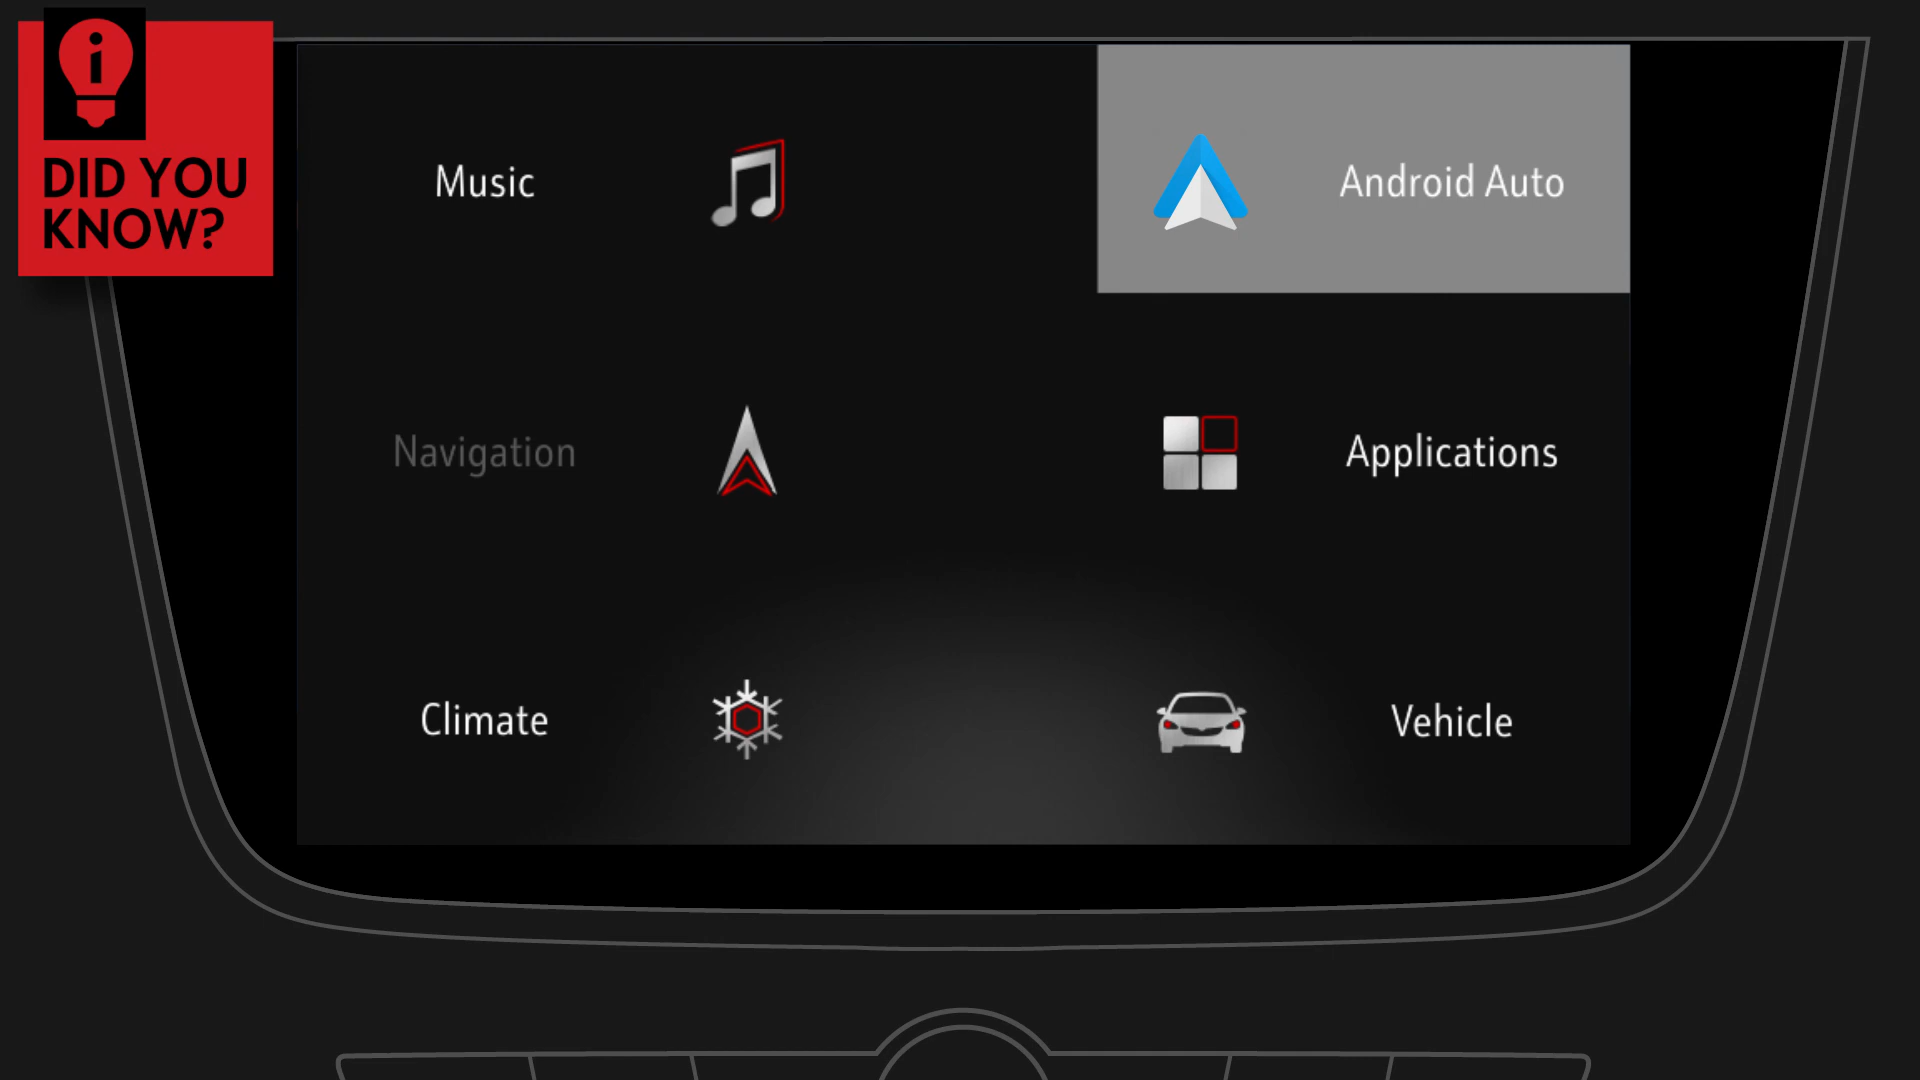 i
DID YOU
KNOW?
Music
Android Auto
Navigation
Applications
Climate
Vehicle